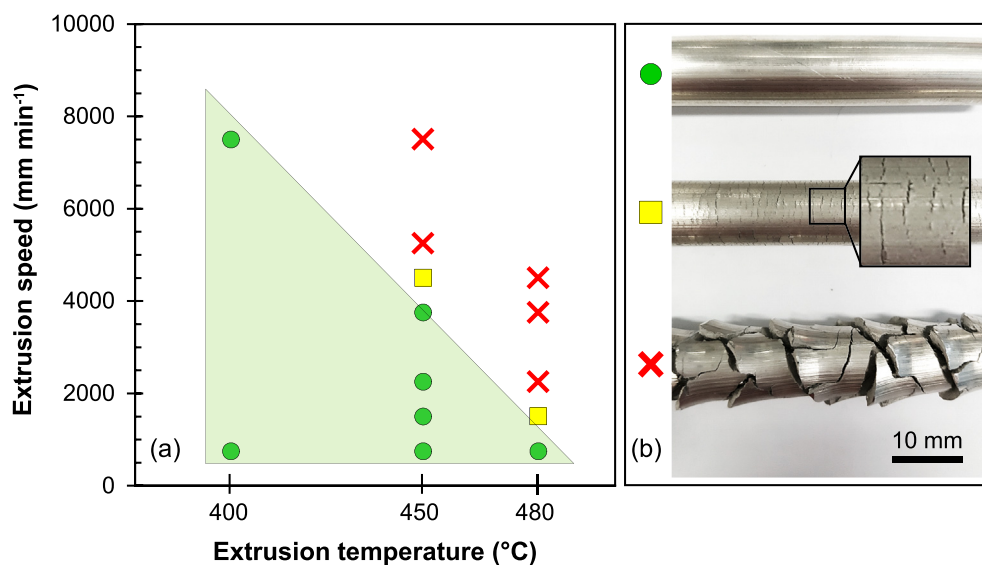 10000
8000
6000
4000
2000
0
Extrusion speed (mm min⁻¹)
(a)
400
450
480
Extrusion temperature (°C)
(b)
10 mm